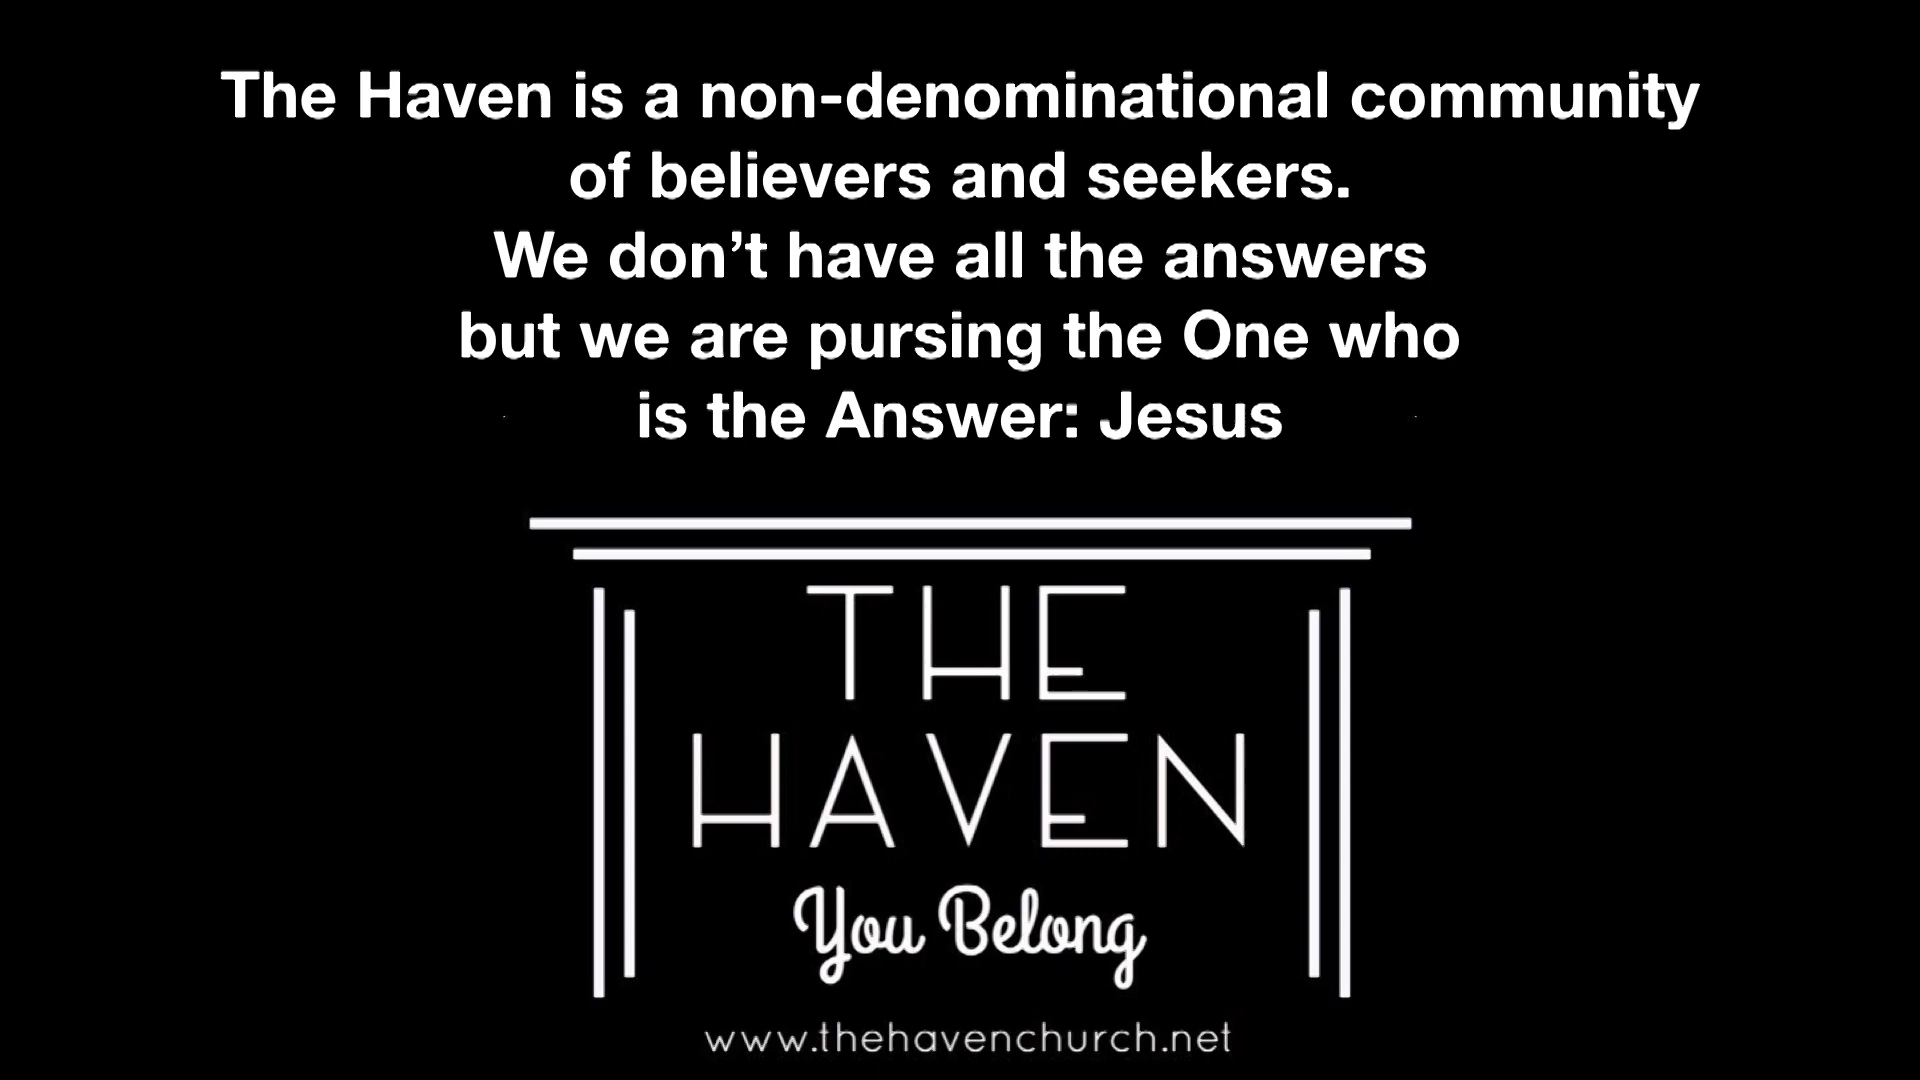 The Haven is a non-denominational community
of believers and seekers.
We don’t have all the answers
but we are pursing the One who
is the Answer: Jesus
THE
HAVEN
You Belong
www.thehavenchurch.net